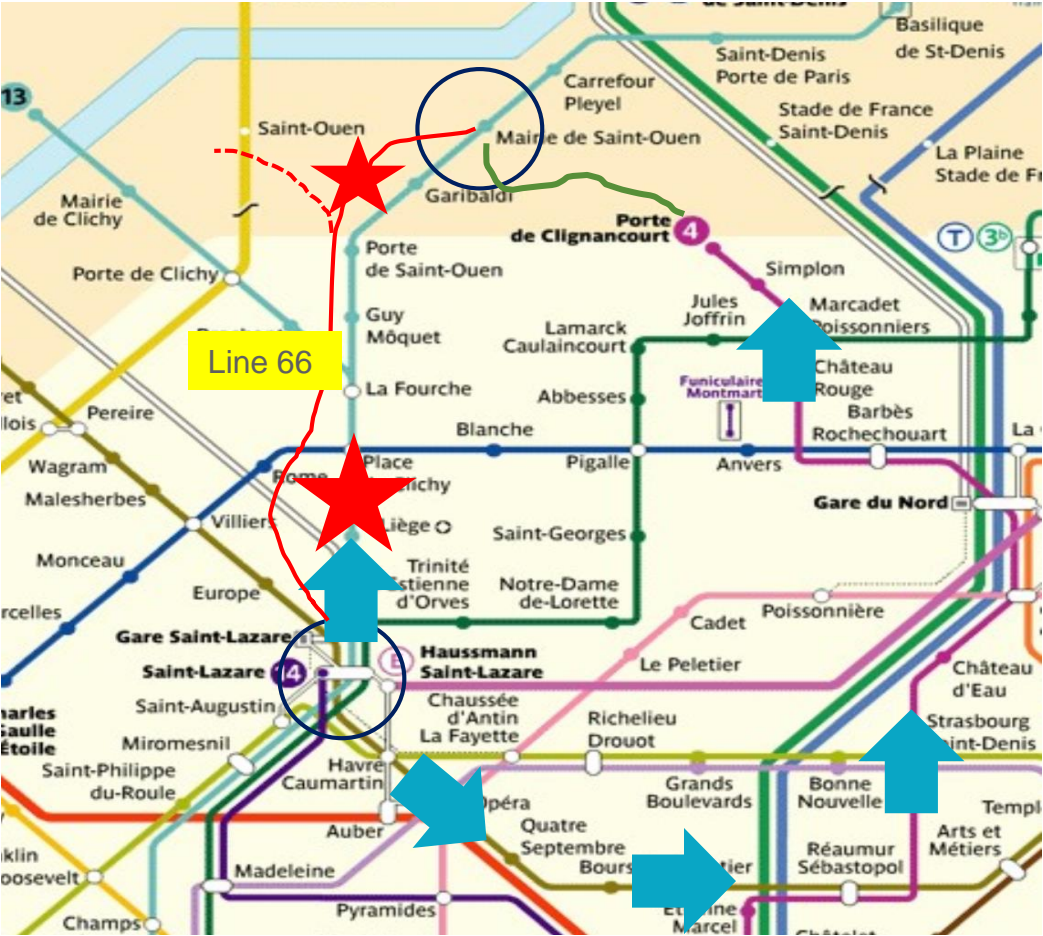 de Saint-Denis
Basilique
de St-Denis
13
Saint-Denis
Porte de Paris
Carrefour
Pleyel
Stade de France
Saint-Denis
Saint-Ouen
Mairie de Saint-Ouen
La Plaine
Stade de
Garibaldi
Mairie
de Clichy
Porte
de Clignancourt
4
T
3b
Porte
de Saint-Ouen
Porte de Clichy
Simplon
Jules
Joffrin
Marcadet
Poissonniers
Guy
Môquet
Lamarck
Caulaincourt
Line 66
La Fourche
Château
Rouge
Funiculaire
Montmart
Abbesses
Pereire
Barbès
Rochechouart
La
Blanche
Wagram
Rome
Place
Clichy
Pigalle
Anvers
Malesherbes
Gare du Nord
Villiers
Liège
Saint-Georges
Monceau
Trinité
Estienne
d'Orves
Notre-Dame
de-Lorette
Europe
Poissonnière
Cadet
Gare Saint-Lazare
Haussmann
Saint-Lazare
E
Saint-Lazare
14
Le Peletier
Château
d'Eau
Saint-Augustin
Chaussée
d'Antin
La Fayette
Richelieu
Drouot
Strasbourg
Miromesnil
Saint-Philippe
du-Roule
Havre
Caumartin
Grands
Boulevards
Bonne
Nouvelle
Opéra
Auber
Quatre
Septembre
Arts et
Métiers
Réaumur
Sébastopol
Madeleine
Pyramides
Marcel
Champs